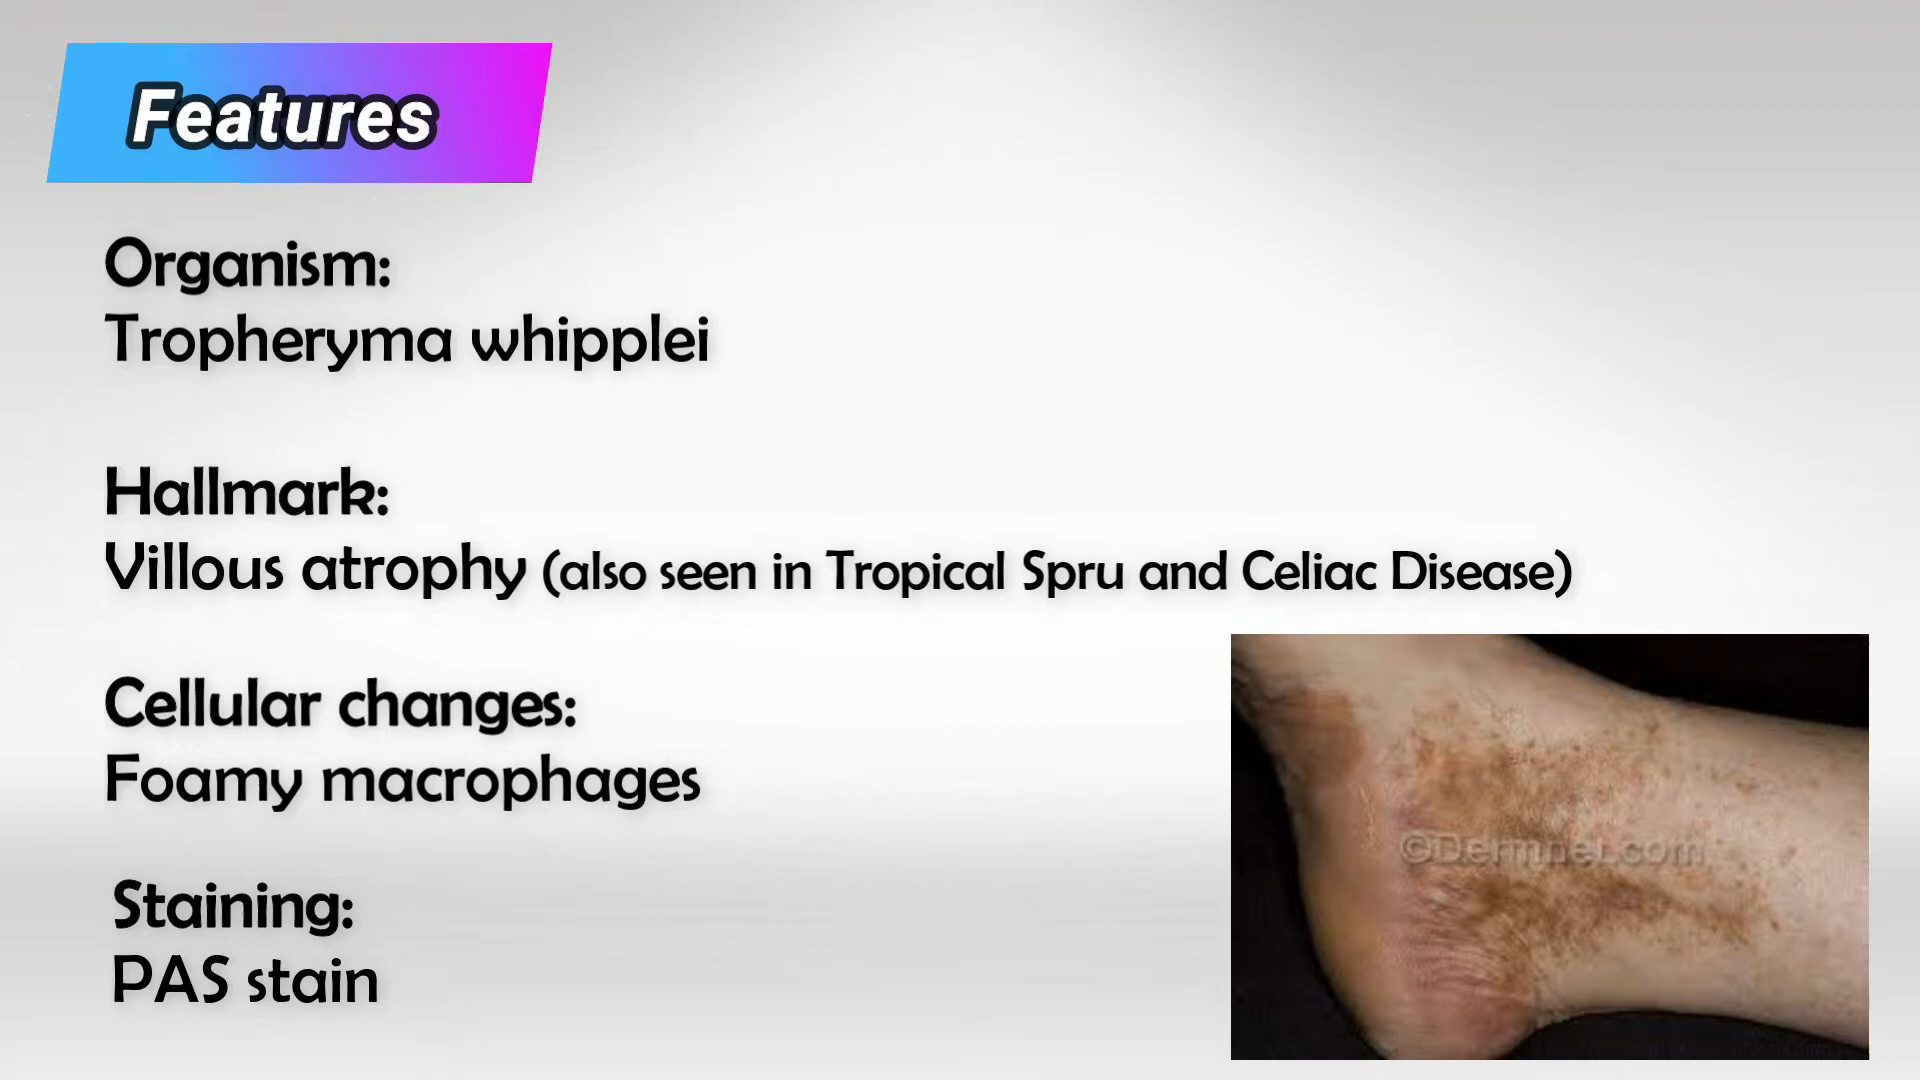 Features
Organism:
Tropheryma whipplei
Hallmark:
Villous atrophy (also seen in Tropical Spru and Celiac Disease)
Cellular changes:
Foamy macrophages
©Dermnet.com
Staining:
PAS stain